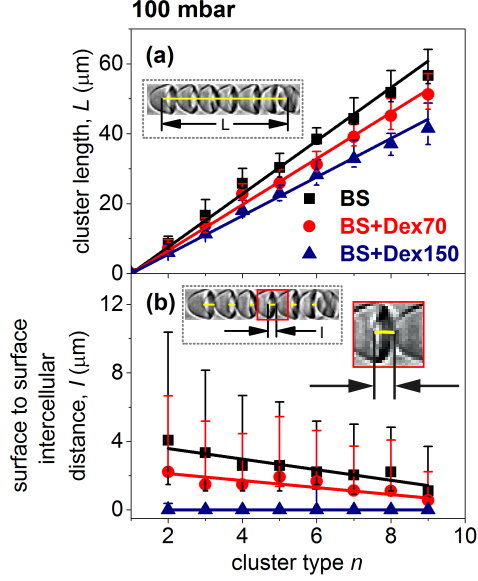 100 mbar
cluster length, L (μm)
60
40
20
0
(a)
L
BS
BS+Dex70
BS+Dex150
surface to surface
intercellular
distance, l (μm)
12
8
4
0
(b)
l
2
4
6
8
10
cluster type n